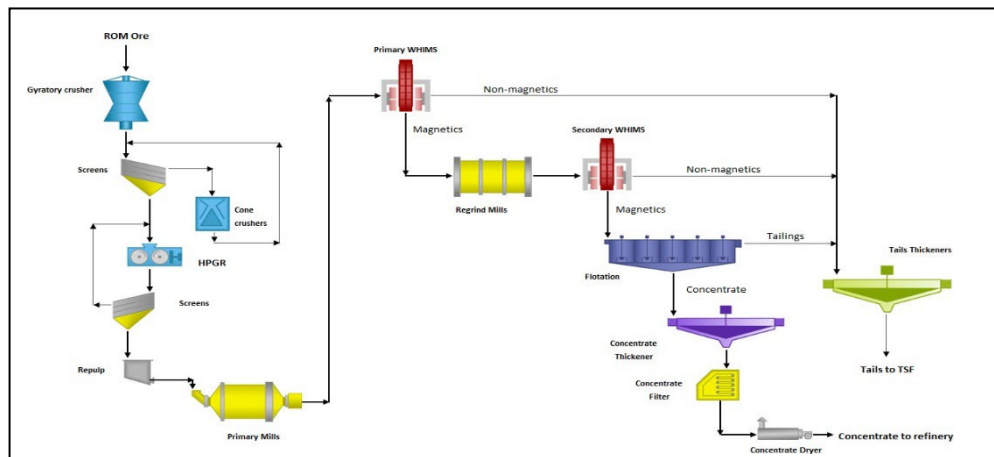 ROM Ore
Gyratory crusher
Screens
Cone
crushers
HPGR
Screens
Repulp
Primary Mills
Primary WHIMS
Non-magnetics
Magnetics
Secondary WHIMS
Regrind Mills
Non-magnetics
Magnetics
Flotation
Tailings
Tails Thickeners
Concentrate
Concentrate
Thickener
Tails to TSF
Concentrate
Filter
Concentrate Dryer
Concentrate to refinery